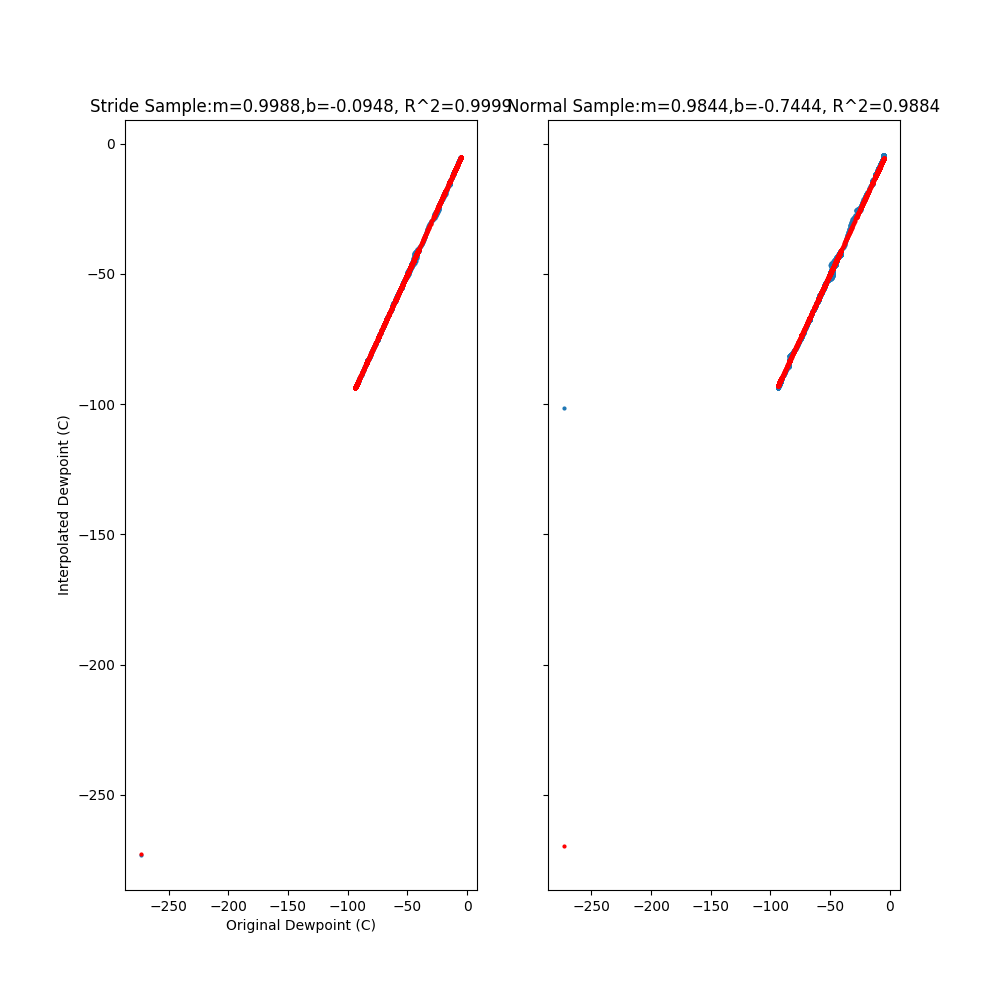 Stride Sample:m=0.9988,b=-0.0948, R^2=0.9999
Normal Sample:m=0.9844,b=-0.7444, R^2=0.9884
0
−50
−100
−150
−200
−250
Interpolated Dewpoint (C)
−250 −200 −150 −100 −50 0
−250 −200 −150 −100 −50 0
Original Dewpoint (C)